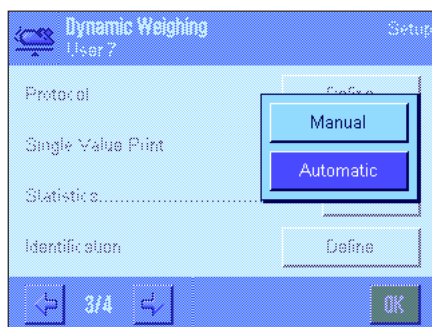 Dynamic Weighing
User 7
Setup
Protocol
Define
Single Value Print
Manual
Automatic
Statistics
Identification
Define
3/4
OK